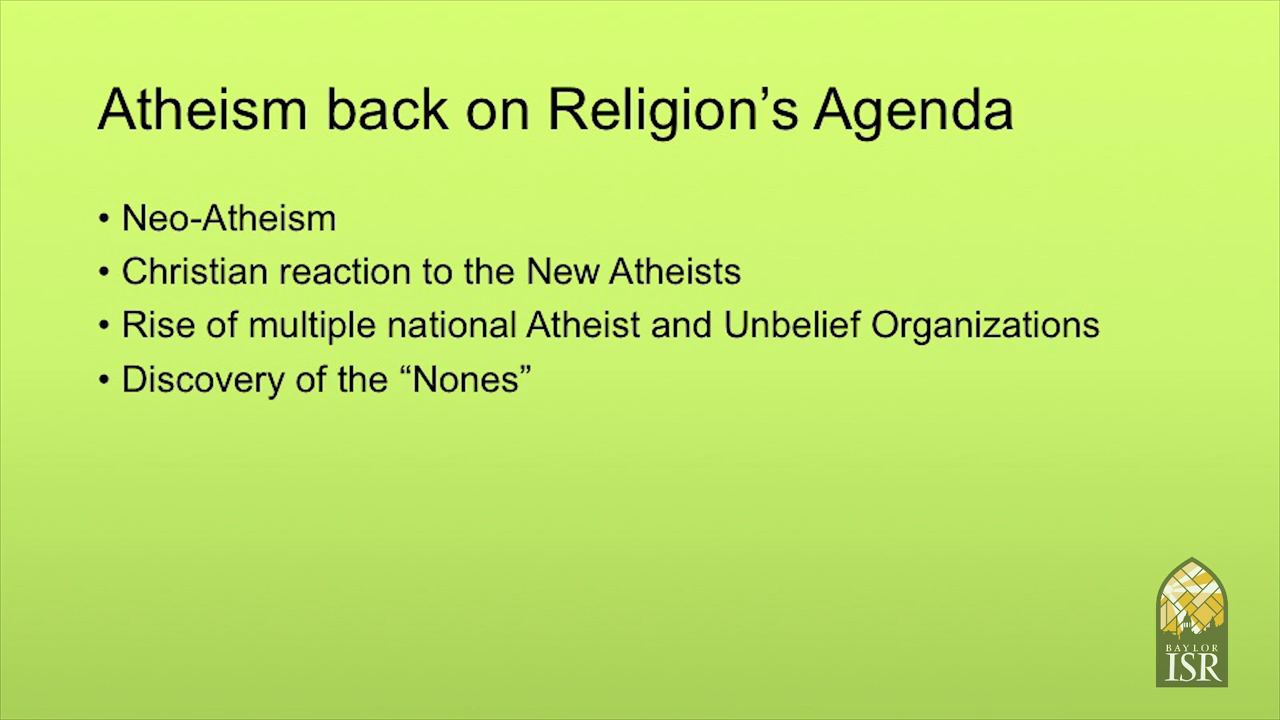 Atheism back on Religion’s Agenda
• Neo-Atheism
• Christian reaction to the New Atheists
• Rise of multiple national Atheist and Unbelief Organizations
• Discovery of the “Nones”
BAYLOR
ISR